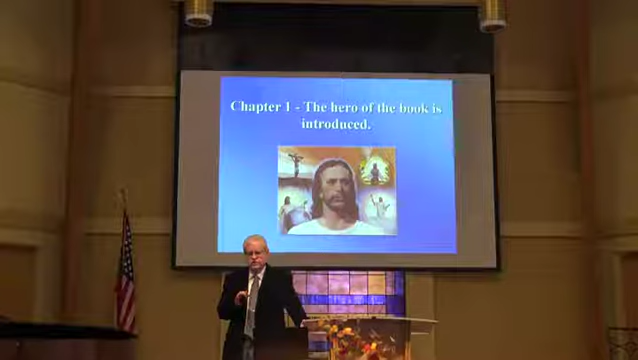 Chapter 1 - The hero of the book is
introduced.